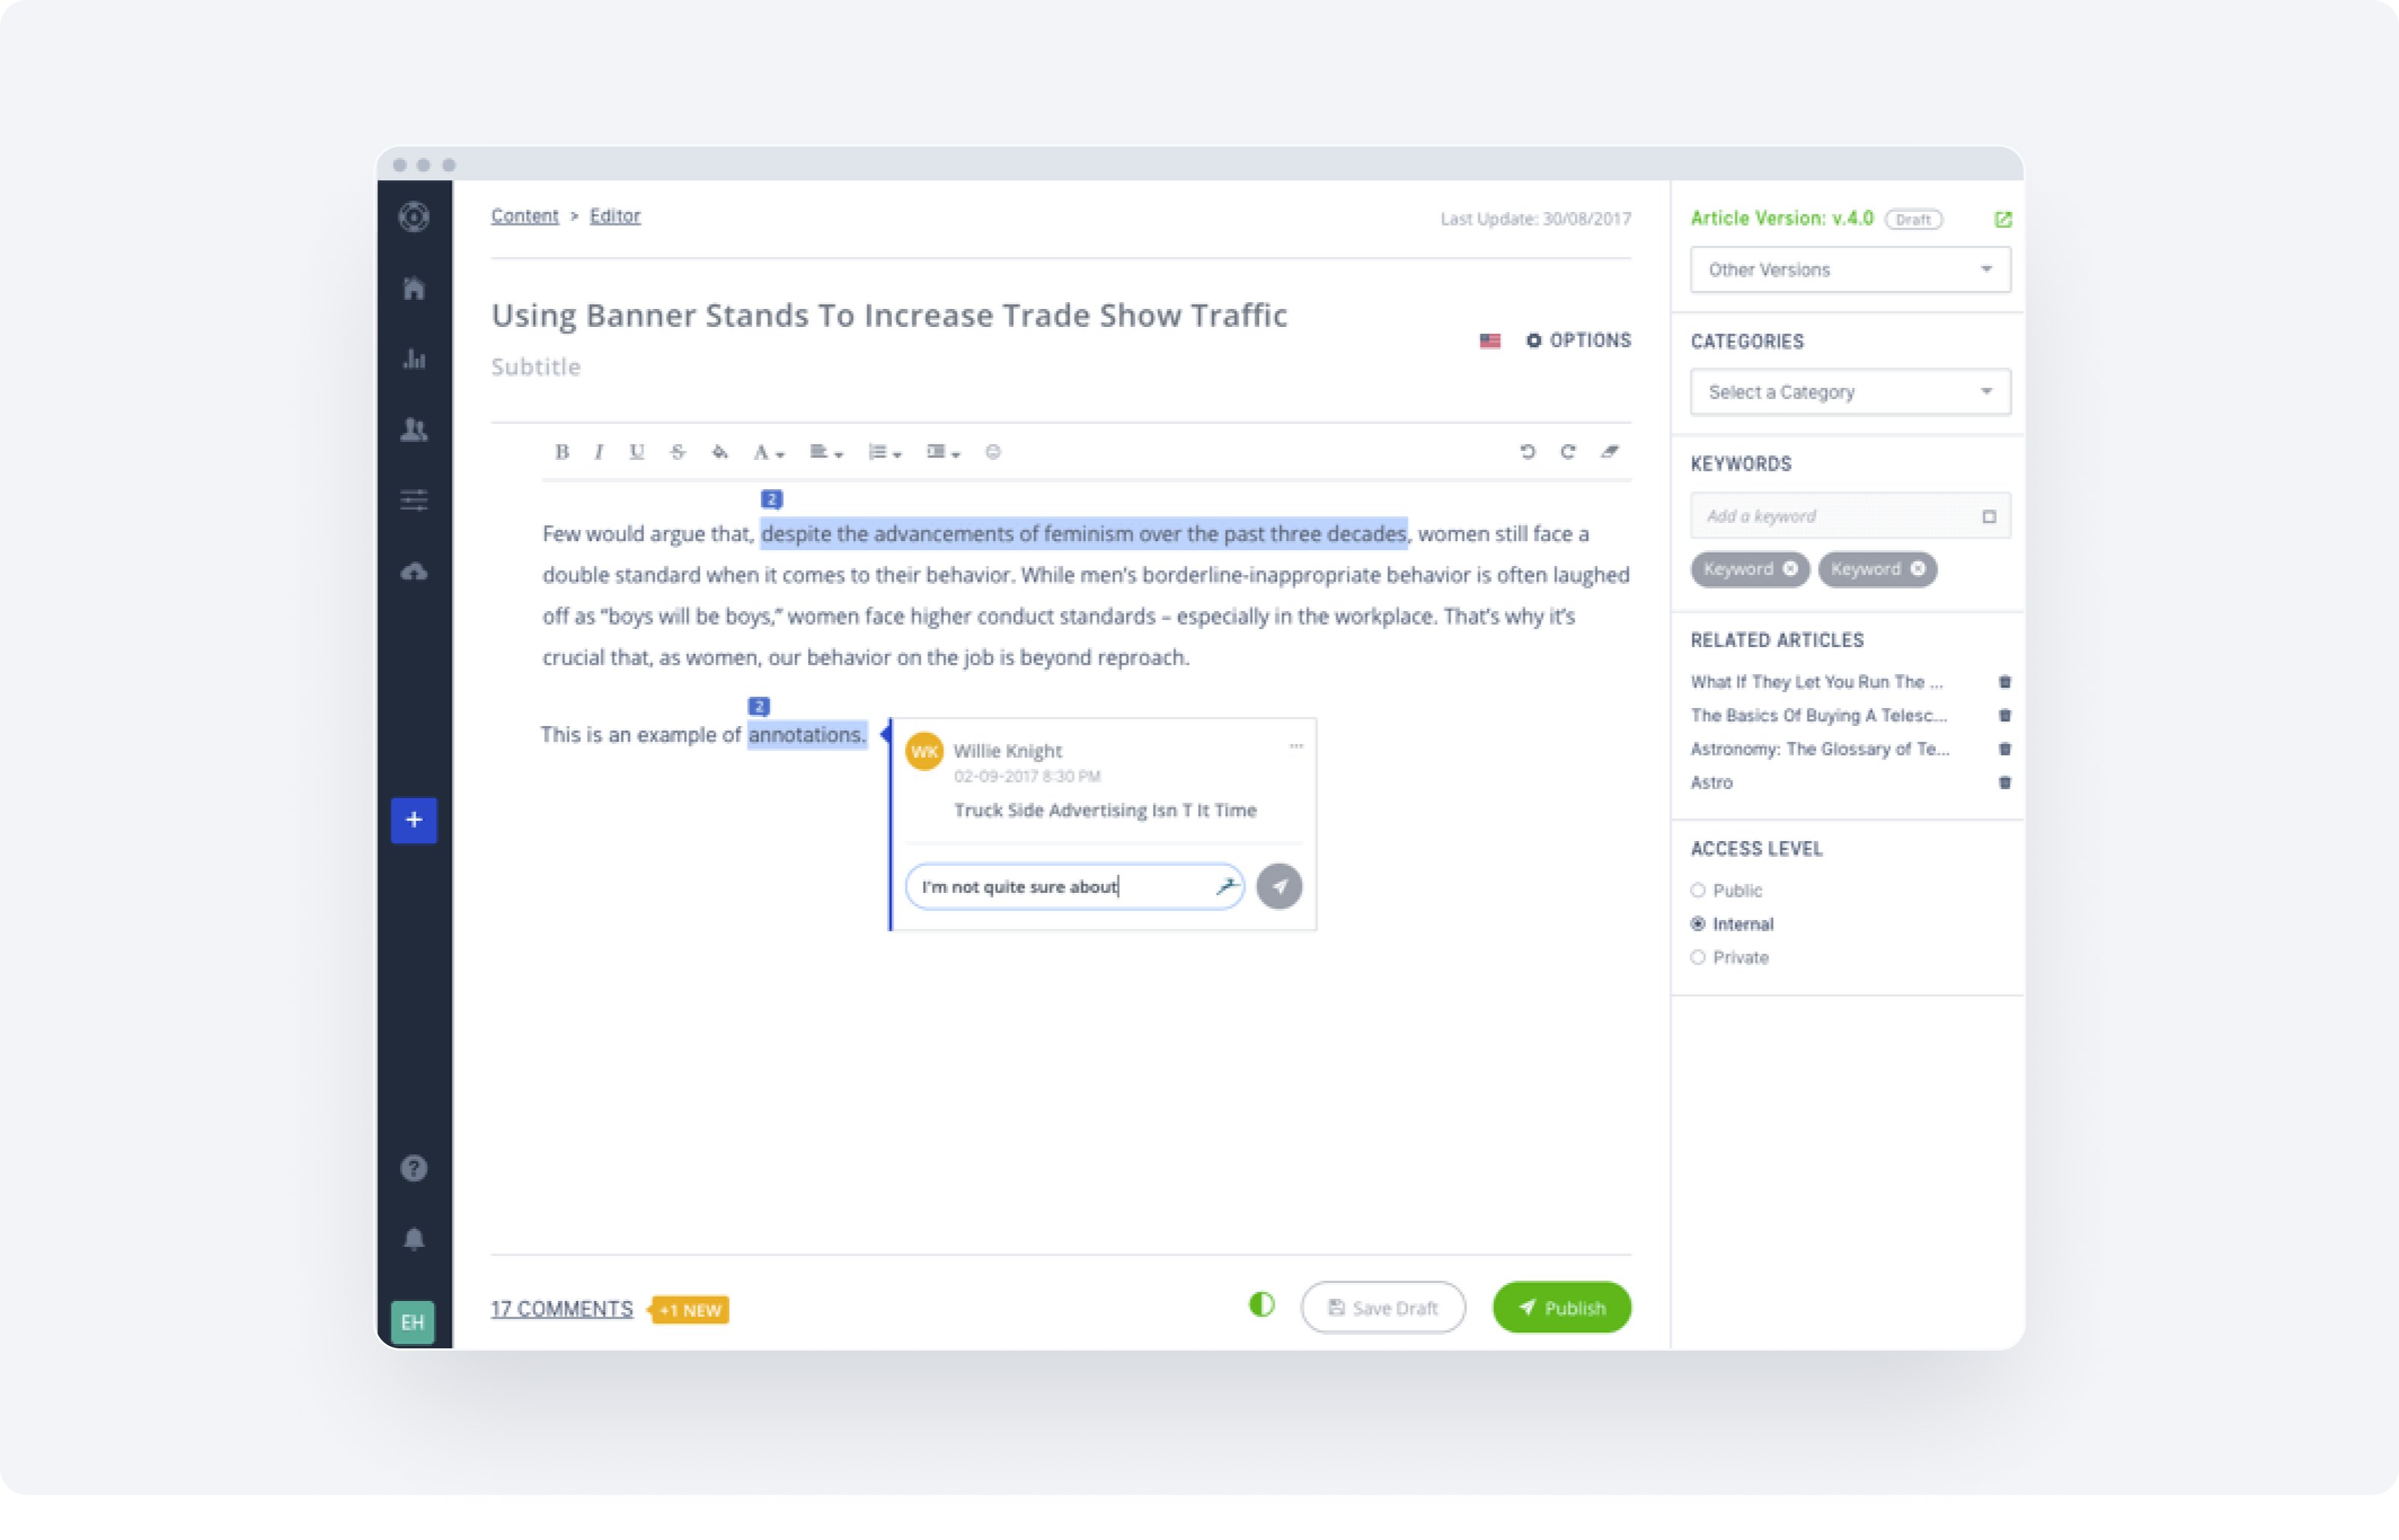 Content > Editor
Last Update: 30/08/2017
Using Banner Stands To Increase Trade Show Traffic
Subtitle
OPTIONS
B I U S A
2
Few would argue that, despite the advancements of feminism over the past three decades, women still face a
double standard when it comes to their behavior. While men’s borderline-inappropriate behavior is often laughed
off as “boys will be boys,” women face higher conduct standards – especially in the workplace. That’s why it’s
crucial that, as women, our behavior on the job is beyond reproach.
2
This is an example of annotations.
WK Willie Knight
02-09-2017 8:30 PM
Truck Side Advertising Isn T It Time
I'm not quite sure about
EH
17 COMMENTS +1 NEW
Save Draft
Publish
Article Version: v.4.0 Draft
Other Versions
CATEGORIES
Select a Category
KEYWORDS
Add a keyword
Keyword Keyword
RELATED ARTICLES
What If They Let You Run The ...
The Basics Of Buying A Telesc...
Astronomy: The Glossary of Te...
Astro
ACCESS LEVEL
Public
Internal
Private